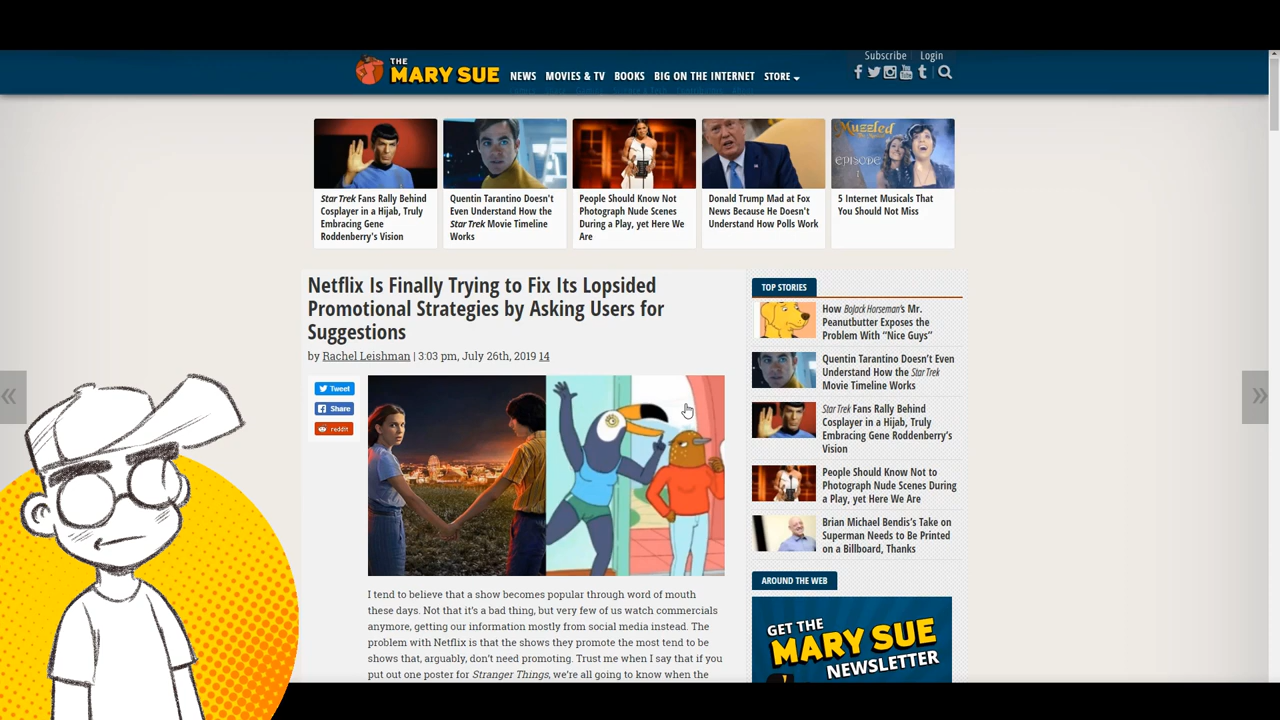 Subscribe Login
THE
MARY SUE
NEWS MOVIES & TV BOOKS BIG ON THE INTERNET STORE
Star Trek Fans Rally Behind
Cosplayer in a Hijab, Truly
Embracing Gene
Roddenberry's Vision
Quentin Tarantino Doesn't
Even Understand How the
Star Trek Movie Timeline
Works
People Should Know Not
Photograph Nude Scenes
During a Play, yet Here We
Are
Donald Trump Mad at Fox
News Because He Doesn't
Understand How Polls Work
Muzzled
The Musical
EPISODE
1
5 Internet Musicals That
You Should Not Miss
Netflix Is Finally Trying to Fix Its Lopsided
Promotional Strategies by Asking Users for
Suggestions
by Rachel Leishman | 3:03 pm, July 26th, 2019 14
Tweet
Share
reddit
I tend to believe that a show becomes popular through word of mouth
these days. Not that it's a bad thing, but very few of us watch commercials
anymore, getting our information mostly from social media instead. The
problem with Netflix is that the shows they promote the most tend to be
shows that, arguably, don't need promoting. Trust me when I say that if you
put out one poster for Stranger Things, we're all going to know when the
TOP STORIES
How BoJack Horseman's Mr.
Peanutbutter Exposes the
Problem With “Nice Guys”
Quentin Tarantino Doesn't Even
Understand How the Star Trek
Movie Timeline Works
Star Trek Fans Rally Behind
Cosplayer in a Hijab, Truly
Embracing Gene Roddenberry's
Vision
People Should Know Not to
Photograph Nude Scenes During
a Play, yet Here We Are
Brian Michael Bendis's Take on
Superman Needs to Be Printed
on a Billboard, Thanks
AROUND THE WEB
GET THE
MARY SUE
NEWSLETTER